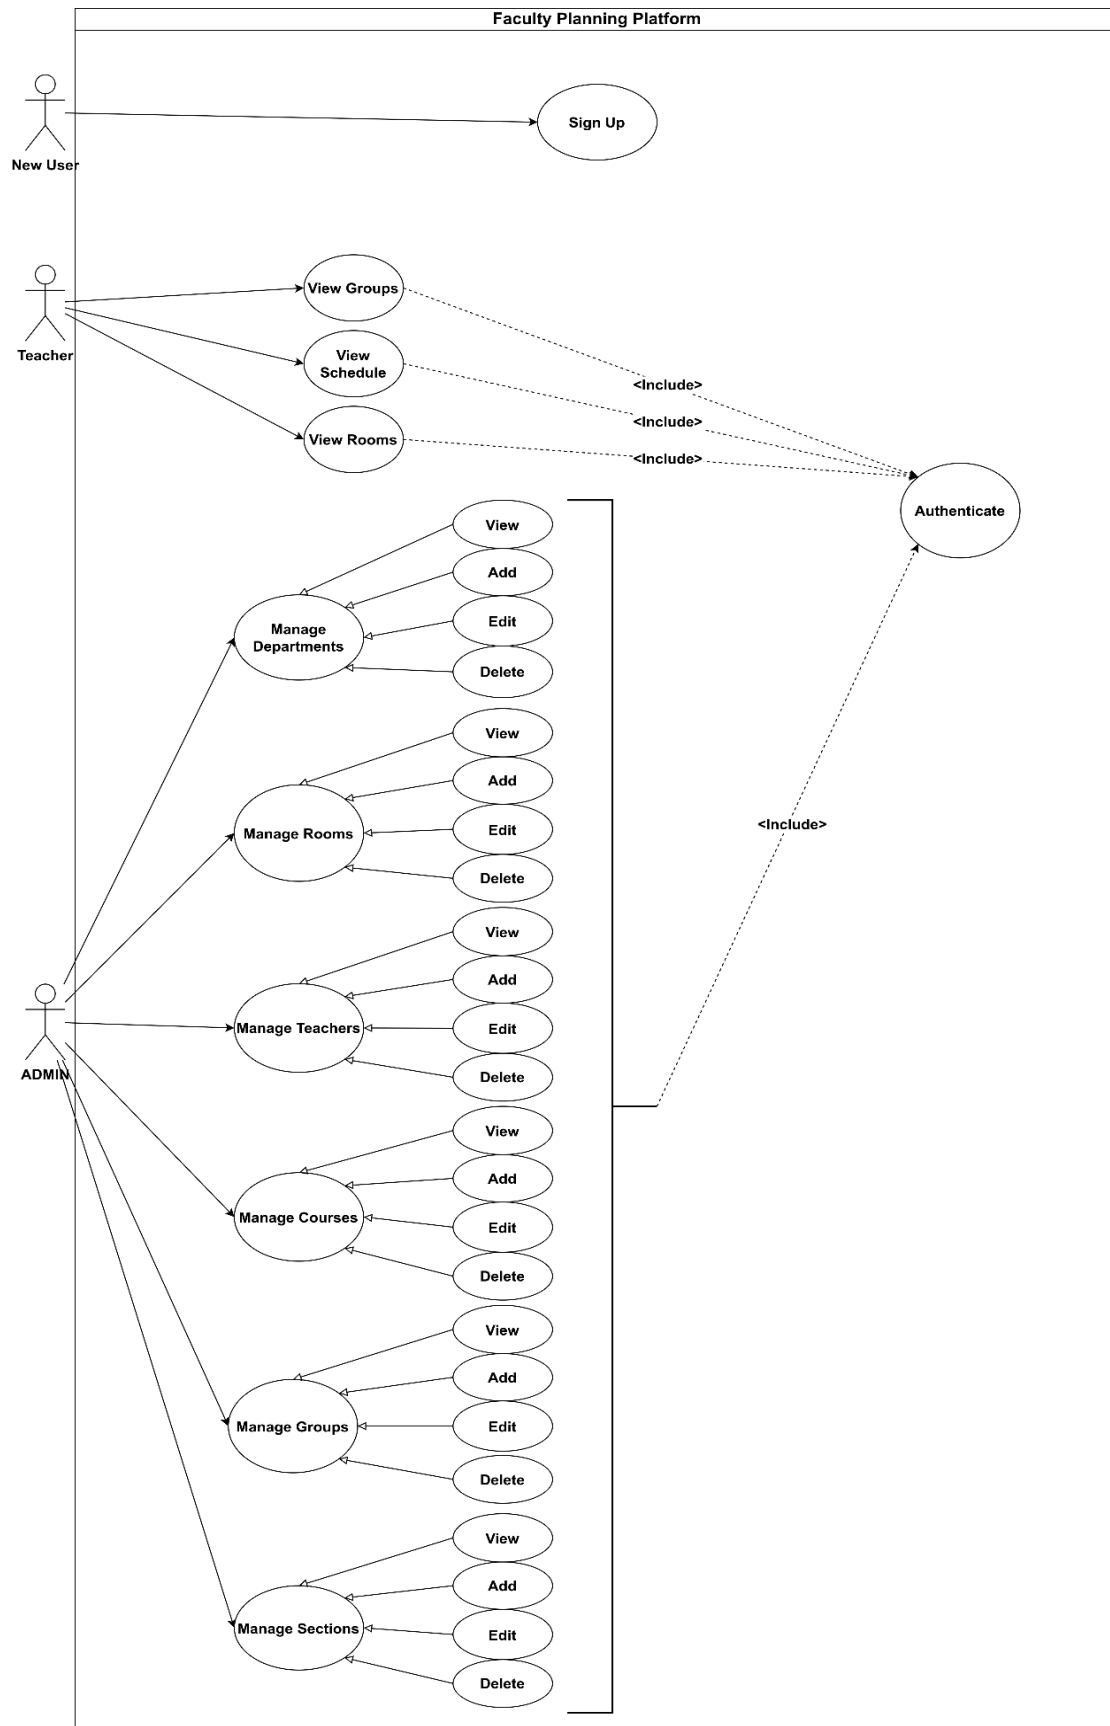 Faculty Planning Platform
Sign Up
New User
View Groups
Teacher
View
Schedule
<Include>
<Include>
View Rooms
<Include>
Authenticate
View
Add
Manage
Departments
Edit
Delete
View
Add
Manage Rooms
Edit
<Include>
Delete
View
Add
Manage Teachers
Edit
ADMIN
Delete
View
Add
Manage Courses
Edit
Delete
View
Add
Manage Groups
Edit
Delete
View
Add
Manage Sections
Edit
Delete